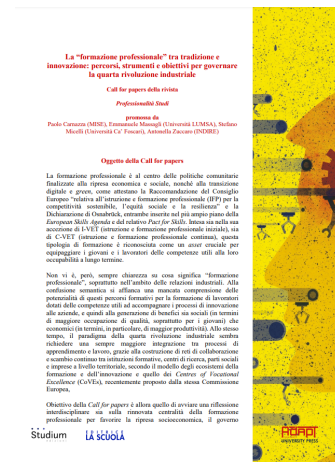 La “formazione professionale” tra tradizione e
innovazione: percorsi, strumenti e obiettivi per governare
la quarta rivoluzione industriale
Call for papers della rivista
Professionalità Studi
promossa da
Paolo Carnazza (MISE), Emmanuele Massagli (Università LUMSA), Stefano
Micelli (Università Ca’ Foscari), Antonella Zuccaro (INDIRE)
Oggetto della Call for papers
La formazione professionale è al centro delle politiche comunitarie
finalizzate alla ripresa economica e sociale, nonché alla transizione
digitale e green, come attestano la Raccomandazione del Consiglio
Europeo “relativa all’istruzione e formazione professionale (IFP) per la
competitività sostenibile, l’equità sociale e la resilienza” e la
Dichiarazione di Osnabrück, entrambe inserite nel più ampio piano della
European Skills Agenda e del relativo Pact for Skills. Intesa sia nella sua
accezione di I-VET (istruzione e formazione professionale iniziale), sia
di C-VET (istruzione e formazione professionale continua), questa
tipologia di formazione è riconosciuta come un asset cruciale per
equipaggiare i giovani e i lavoratori delle competenze utili alla loro
occupabilità a lungo termine.
Non vi è, però, sempre chiarezza su cosa significa “formazione
professionale”, soprattutto nell’ambito delle relazioni industriali. Alla
confusione semantica si affianca una mancata comprensione delle
potenzialità di questi percorsi formativi per la formazione di lavoratori
dotati delle competenze utili ad accompagnare i processi di innovazione
alle aziende, e quindi alla generazione di benefici sia sociali (in termini
di maggiore occupazione di qualità, soprattutto per i giovani) che
economici (in termini, in particolare, di maggior produttività). Allo stesso
tempo, il paradigma della quarta rivoluzione industriale sembra
richiedere una sempre maggiore integrazione tra processi di
apprendimento e lavoro, grazie alla costruzione di reti di collaborazione
e scambio continuo tra istituzioni formative, centri di ricerca, parti sociali
e imprese a livello territoriale, secondo il modello degli ecosistemi della
formazione e dell’innovazione e quello dei Centres of Vocational
Excellence (CoVEs), recentemente proposto dalla stessa Commissione
Europea.
Obiettivo della Call for papers è allora quello di avviare una riflessione
interdisciplinare sia sulla rinnovata centralità della formazione
professionale per favorire la ripresa socioeconomica, il governo
Studium
EDITRICE
LA SCUOLA
ADAPT
UNIVERSITY PRESS